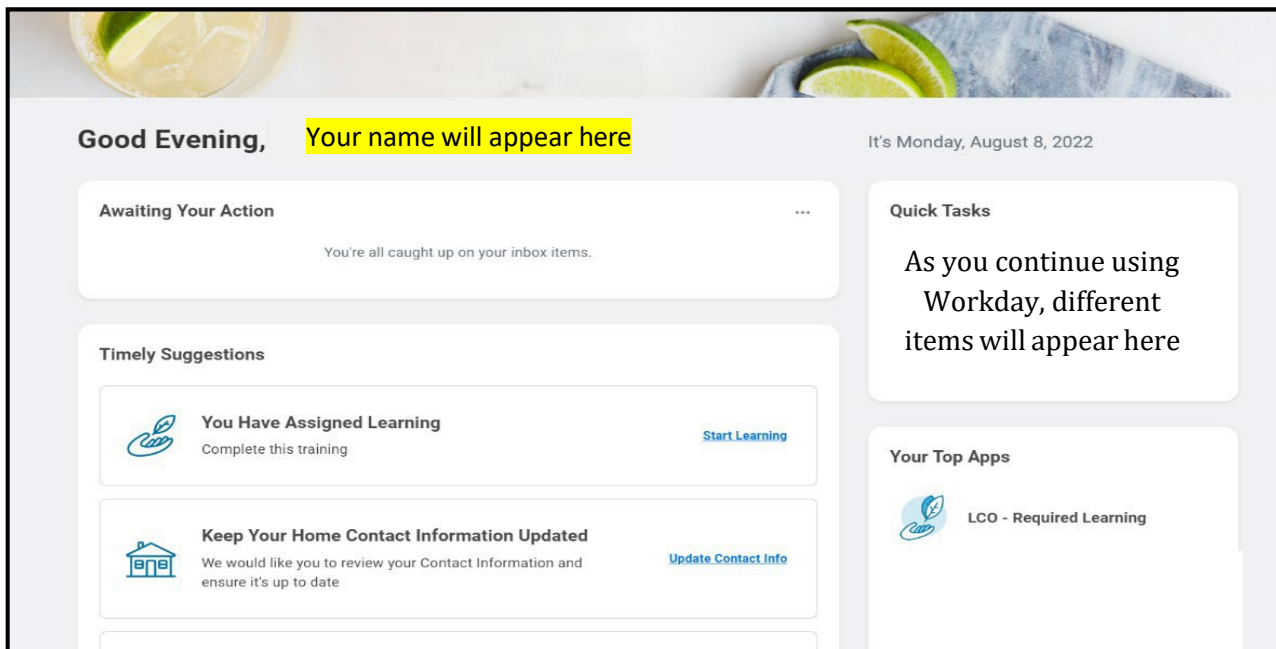 Good Evening, Your name will appear here
It's Monday, August 8, 2022
Awaiting Your Action
...
You're all caught up on your inbox items.
Quick Tasks
As you continue using
Workday, different
items will appear here
Timely Suggestions
You Have Assigned Learning
Complete this training
Start Learning
Keep Your Home Contact Information Updated
We would like you to review your Contact Information and
ensure it's up to date
Update Contact Info
Your Top Apps
LCO - Required Learning